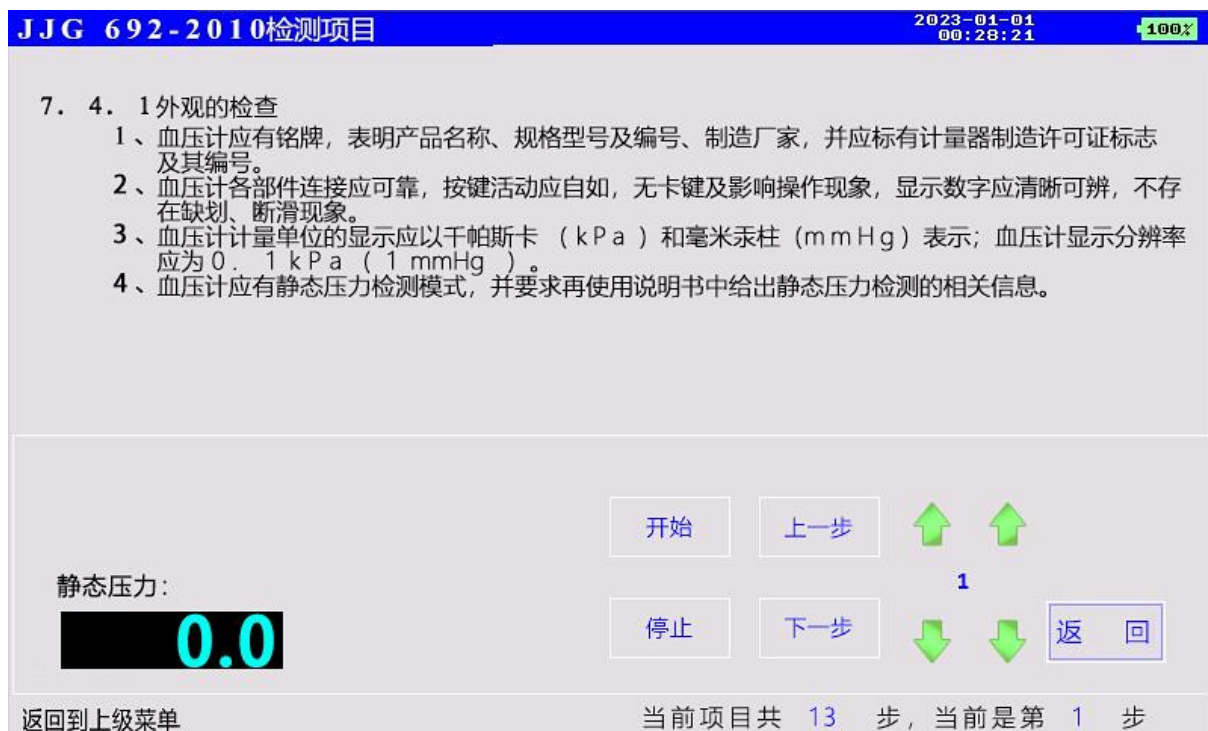 JJG 692-2010检测项目
2023-01-01
00:28:21
100%
7. 4. 1外观的检查
1、血压计应有铭牌，表明产品名称、规格型号及编号、制造厂家，并应标有计量器制造许可证标志
及其编号。
2、血压计各部件连接应可靠，按键活动应自如，无卡键及影响操作现象，显示数字应清晰可辨，不存
在缺划、断滑现象。
3、血压计计量单位的显示应以千帕斯卡（kPa）和毫米汞柱（mmHg）表示；血压计显示分辨率
应为0. 1kPa（1mmHg）。
4、血压计应有静态压力检测模式，并要求再使用说明书中给出静态压力检测的相关信息。
开始
上一步
静态压力：
1
0.0
停止
下一步
返 回
返回到上级菜单
当前项目共 13 步，当前是第 1 步